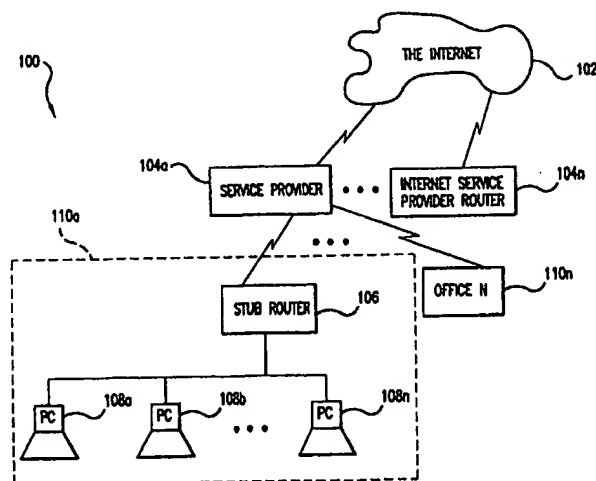 THE INTERNET
100
102
104a
SERVICE PROVIDER
INTERNET SERVICE
PROVIDER ROUTER
104n
110a
STUB ROUTER
106
OFFICE N
110n
PC
108a
PC
108b
PC
108n